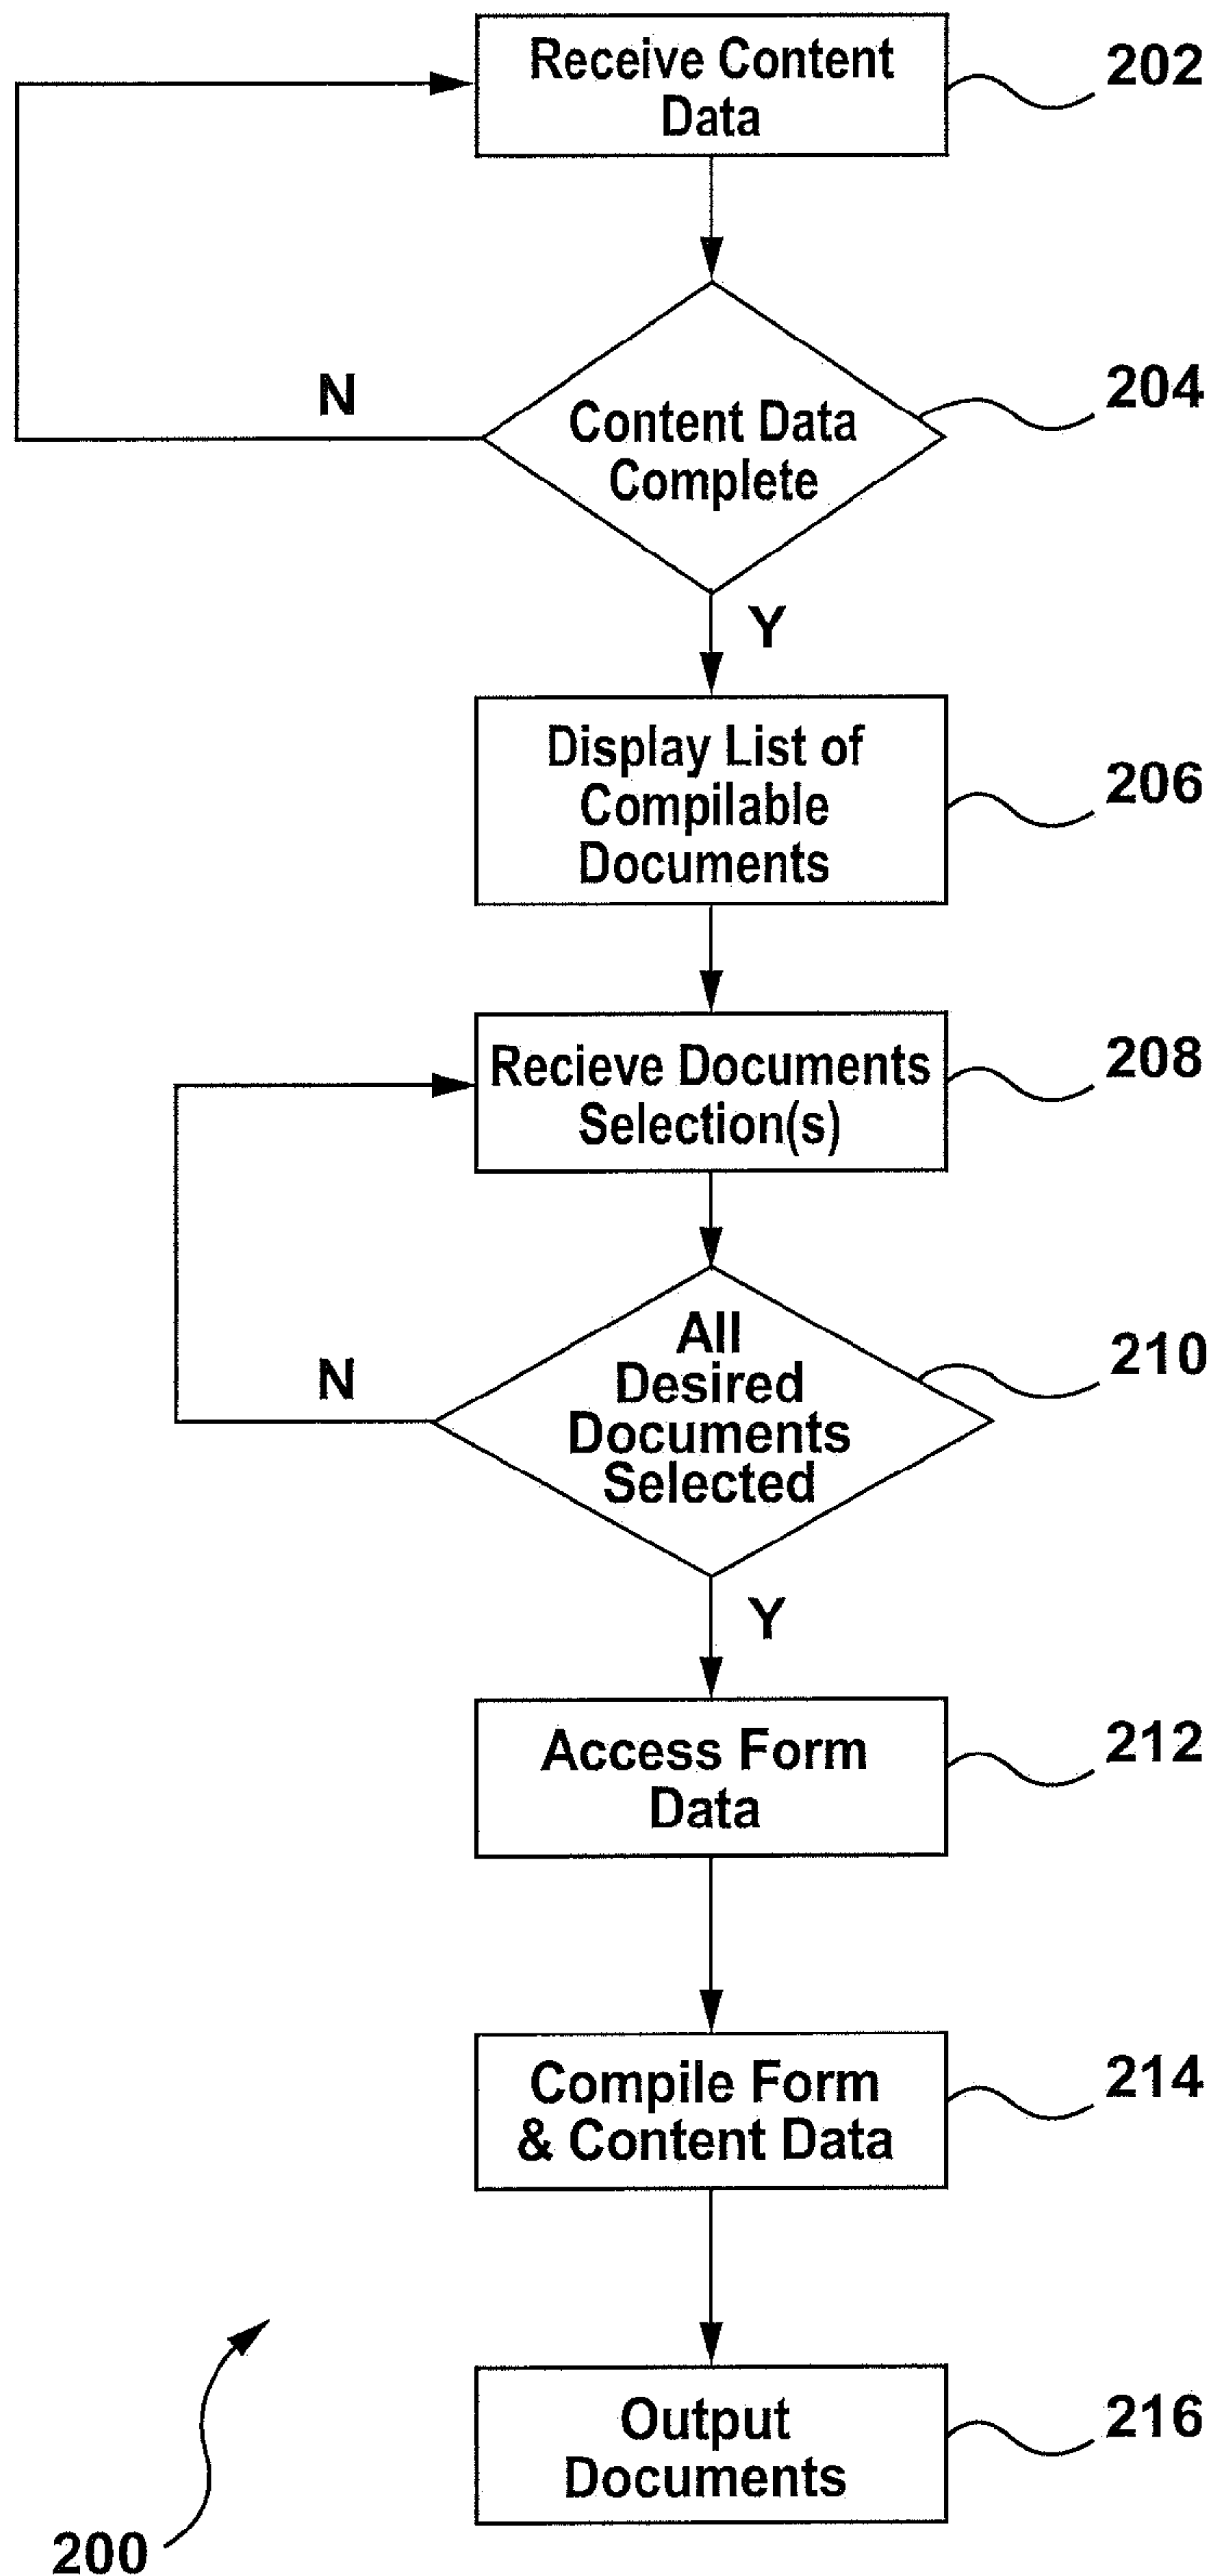 Receive Content
Data
202
204
N
Content Data
Complete
Y
Display List of
Compilable
Documents
206
Recieve Documents
Selection(s)
208
All
Desired
Documents
Selected
210
N
Y
Access Form
Data
212
Compile Form
& Content Data
214
Output
Documents
216
200